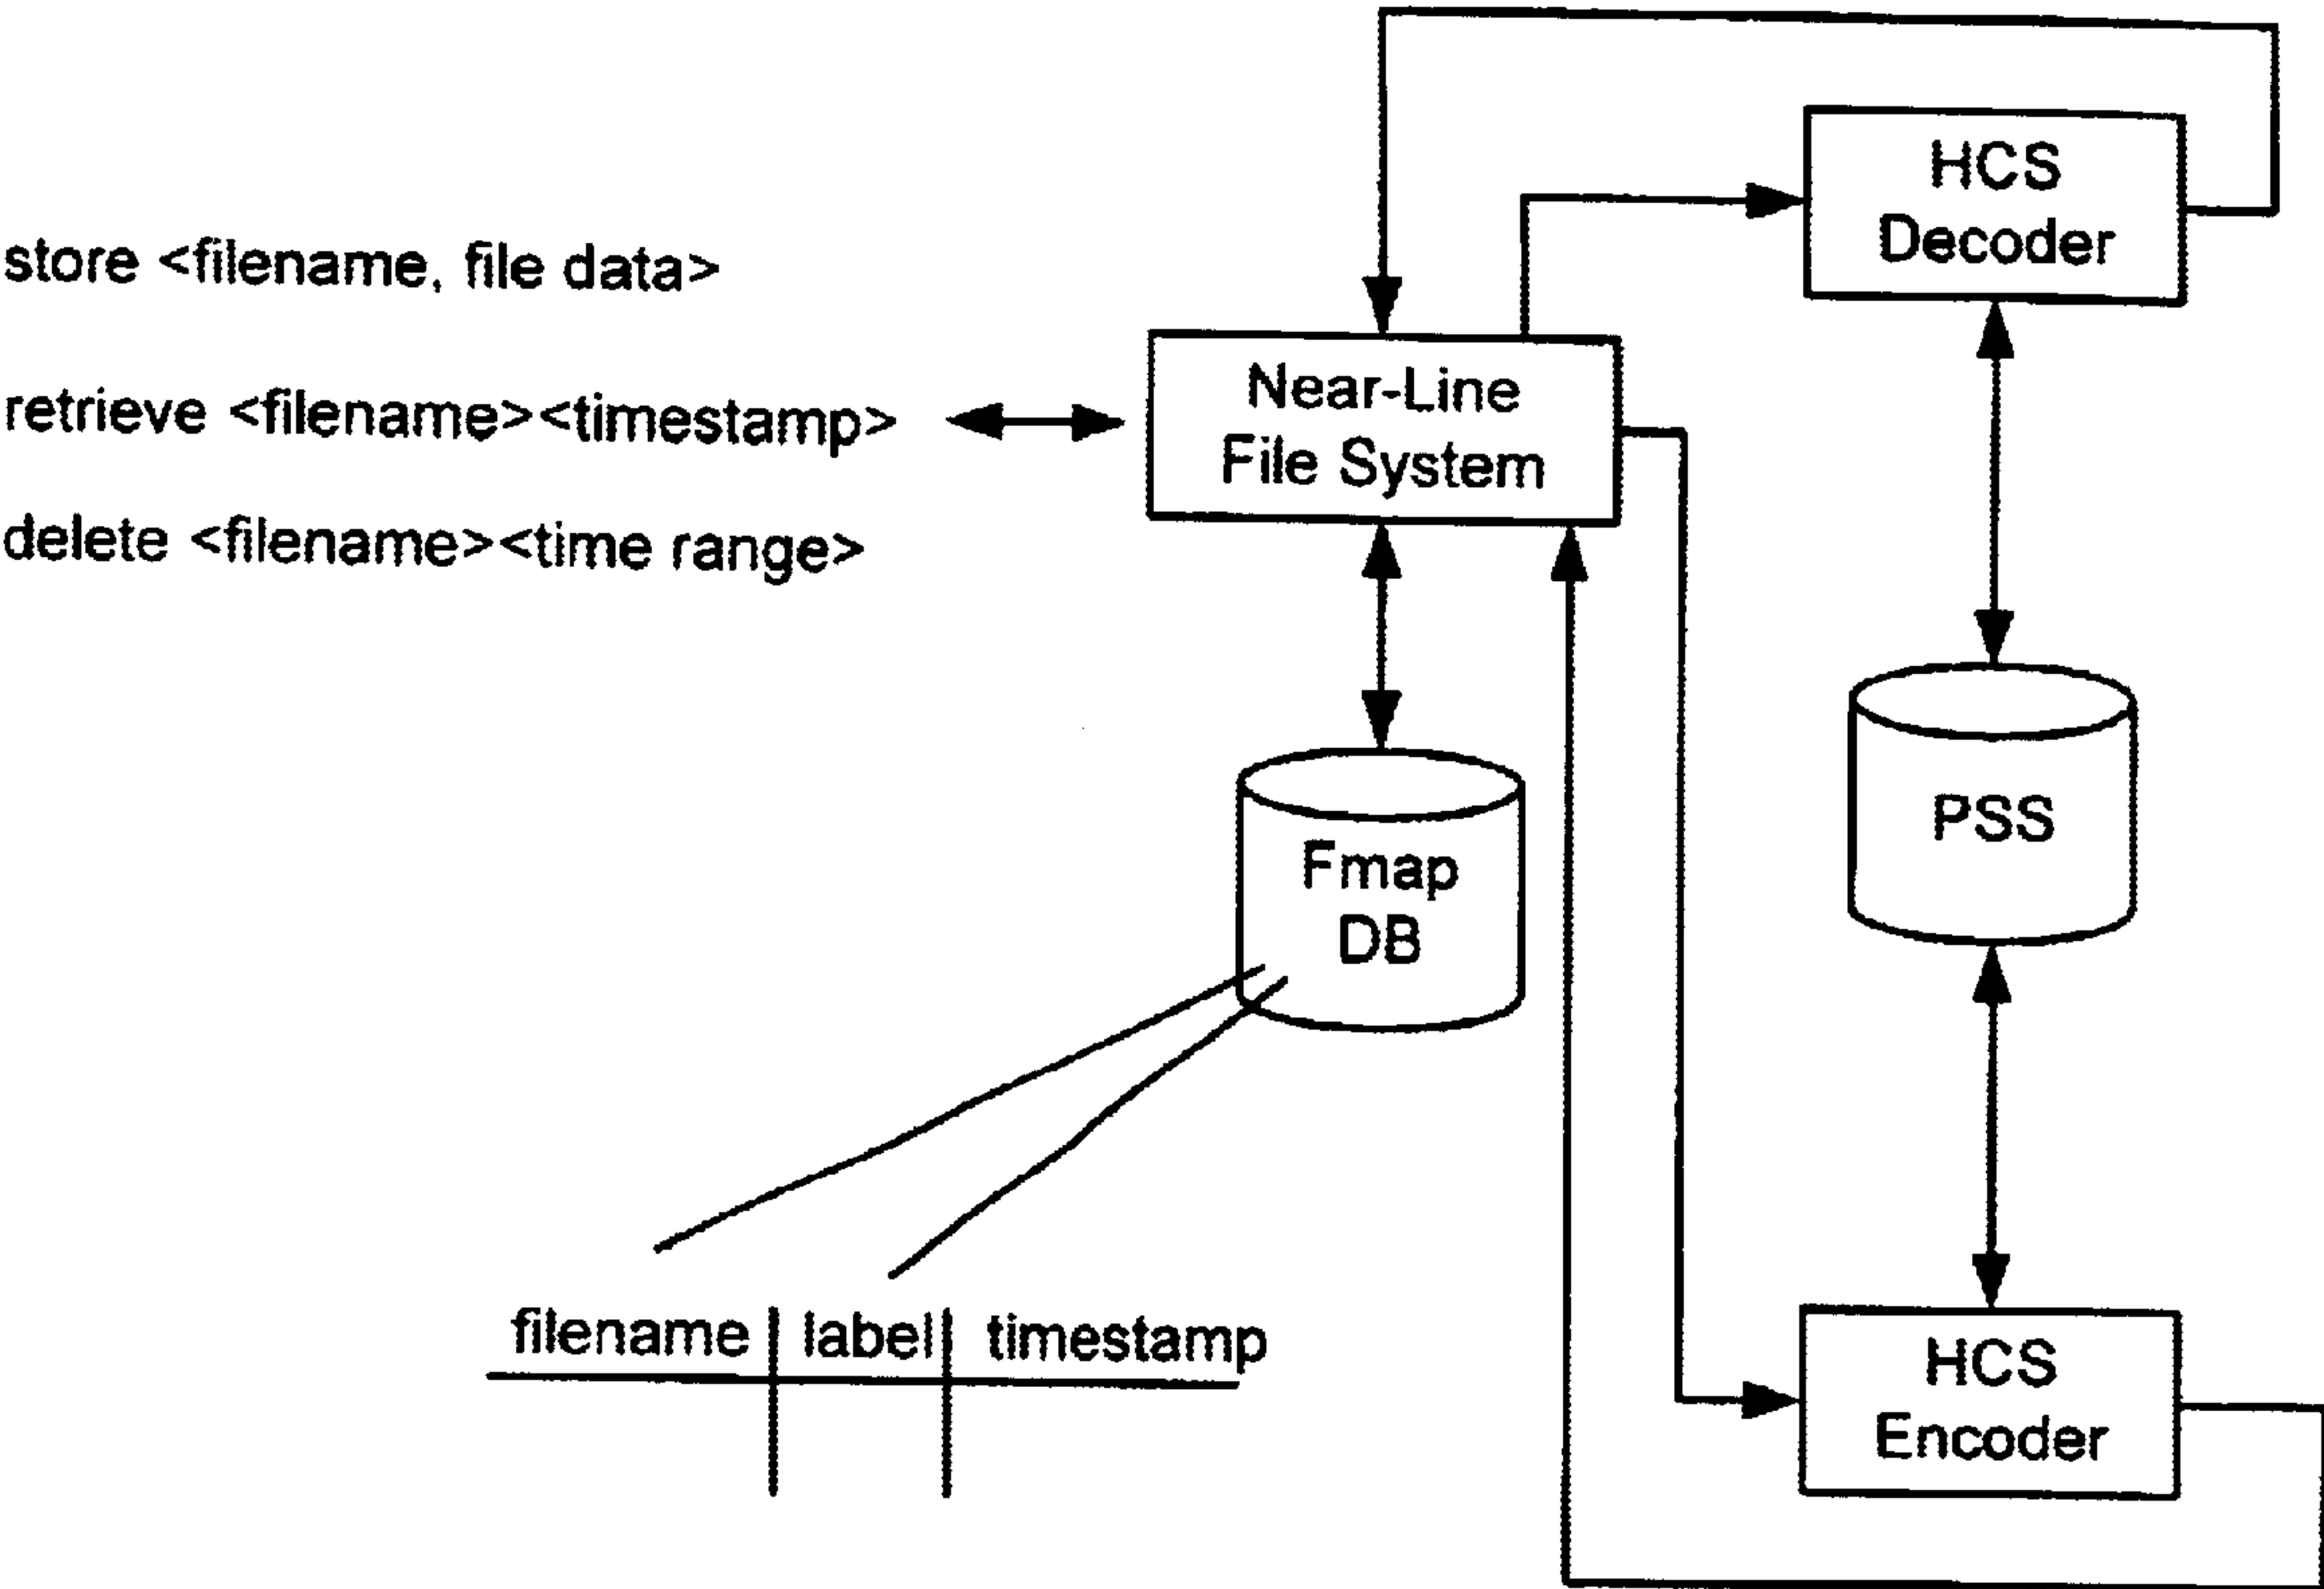 HCS
Decoder
store <filename, file data>
retrieve <filename><timestamp>
delete <filename><time range>
Near-Line
File System
Fmap
DB
PSS
filename label timestamp
HCS
Encoder